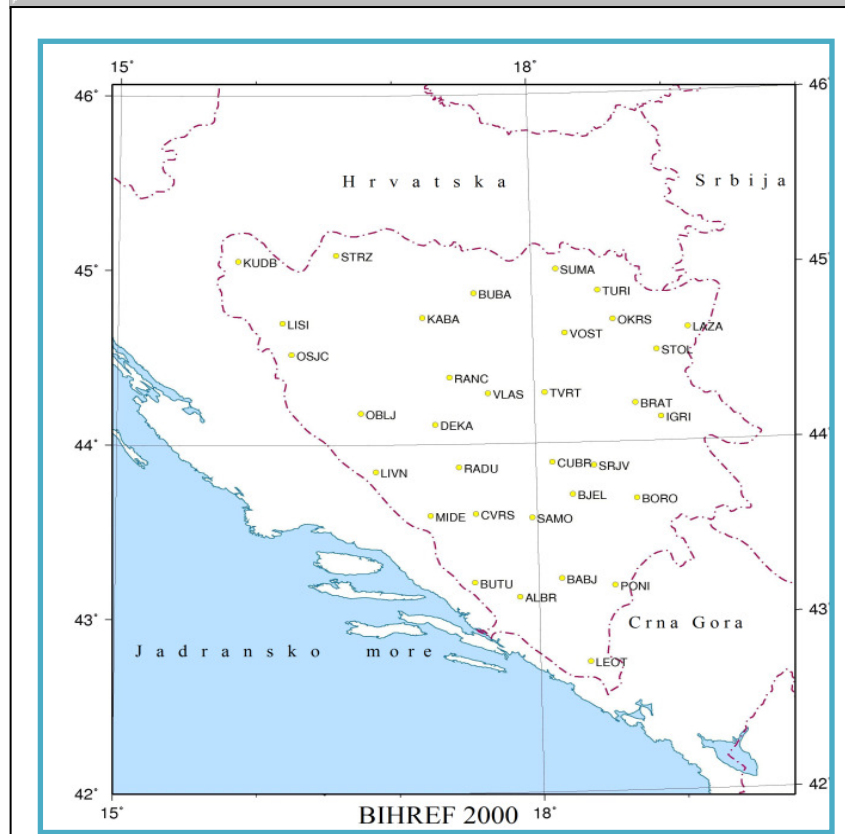 15° 18°
46° 46°
Hrvatska Srbija
45° 45°
KUDB STRZ SUMA
BUBA TURI
LISI KABA OKRS LAZA
VOST
OSJC STOL
RANC
VLAS TVRT
OBLJ BRAT
DEKA IGRI
44° 44°
LIVN RADU CUBR SRJV
BJEL BORO
MIDE CVRS SAMO
BUTU BABJ PONI
ALBR
43° 43°
Crna Gora
Jadransko more
LEOT
42° 42°
15° 18°
BIHREF 2000